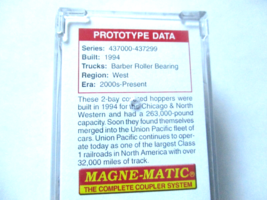 PROTOTYPE DATA
Series: 437000-437299
Built: 1994
Trucks: Barber Roller Bearing
Region: West
Era: 2000s-Present
These 2-bay hoppers were
built in 1994 for the Chicago & North
Western and had a 263,000-pound
capacity. Soon they found themselves
merged into the Union Pacific fleet of
cars. Union Pacific continues to oper-
ate today as one of the largest Class
1 railroads in North America with over
32,000 miles of track.
MAGNE-MATIC®
THE COMPLETE COUPLER SYSTEM